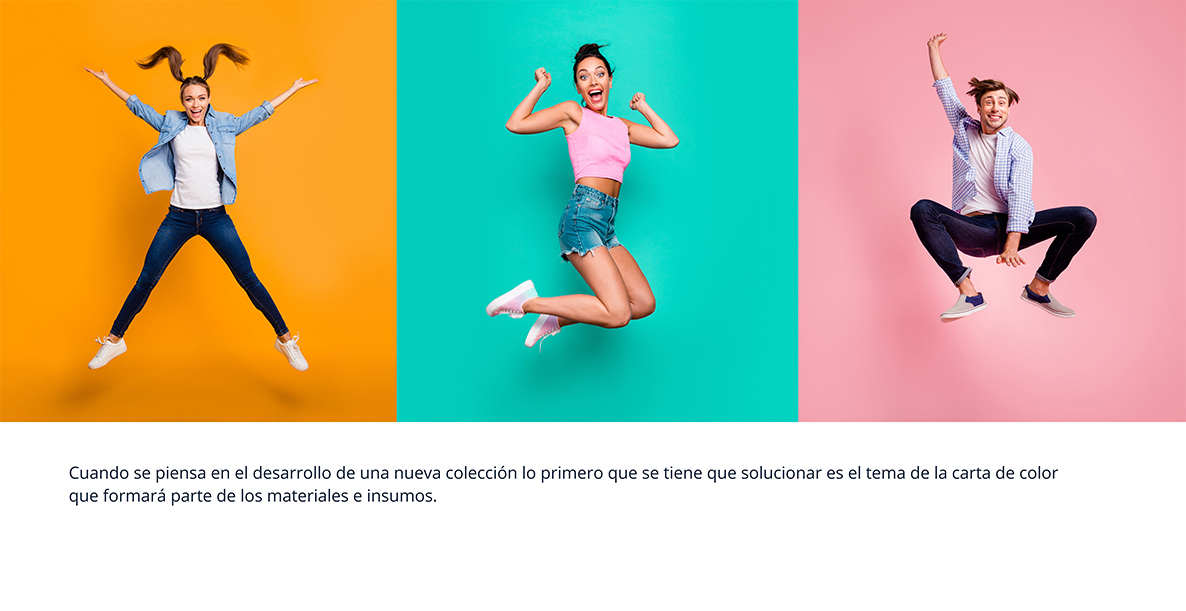 Cuando se piensa en el desarrollo de una nueva colección lo primero que se tiene que solucionar es el tema de la carta de color
que formará parte de los materiales e insumos.